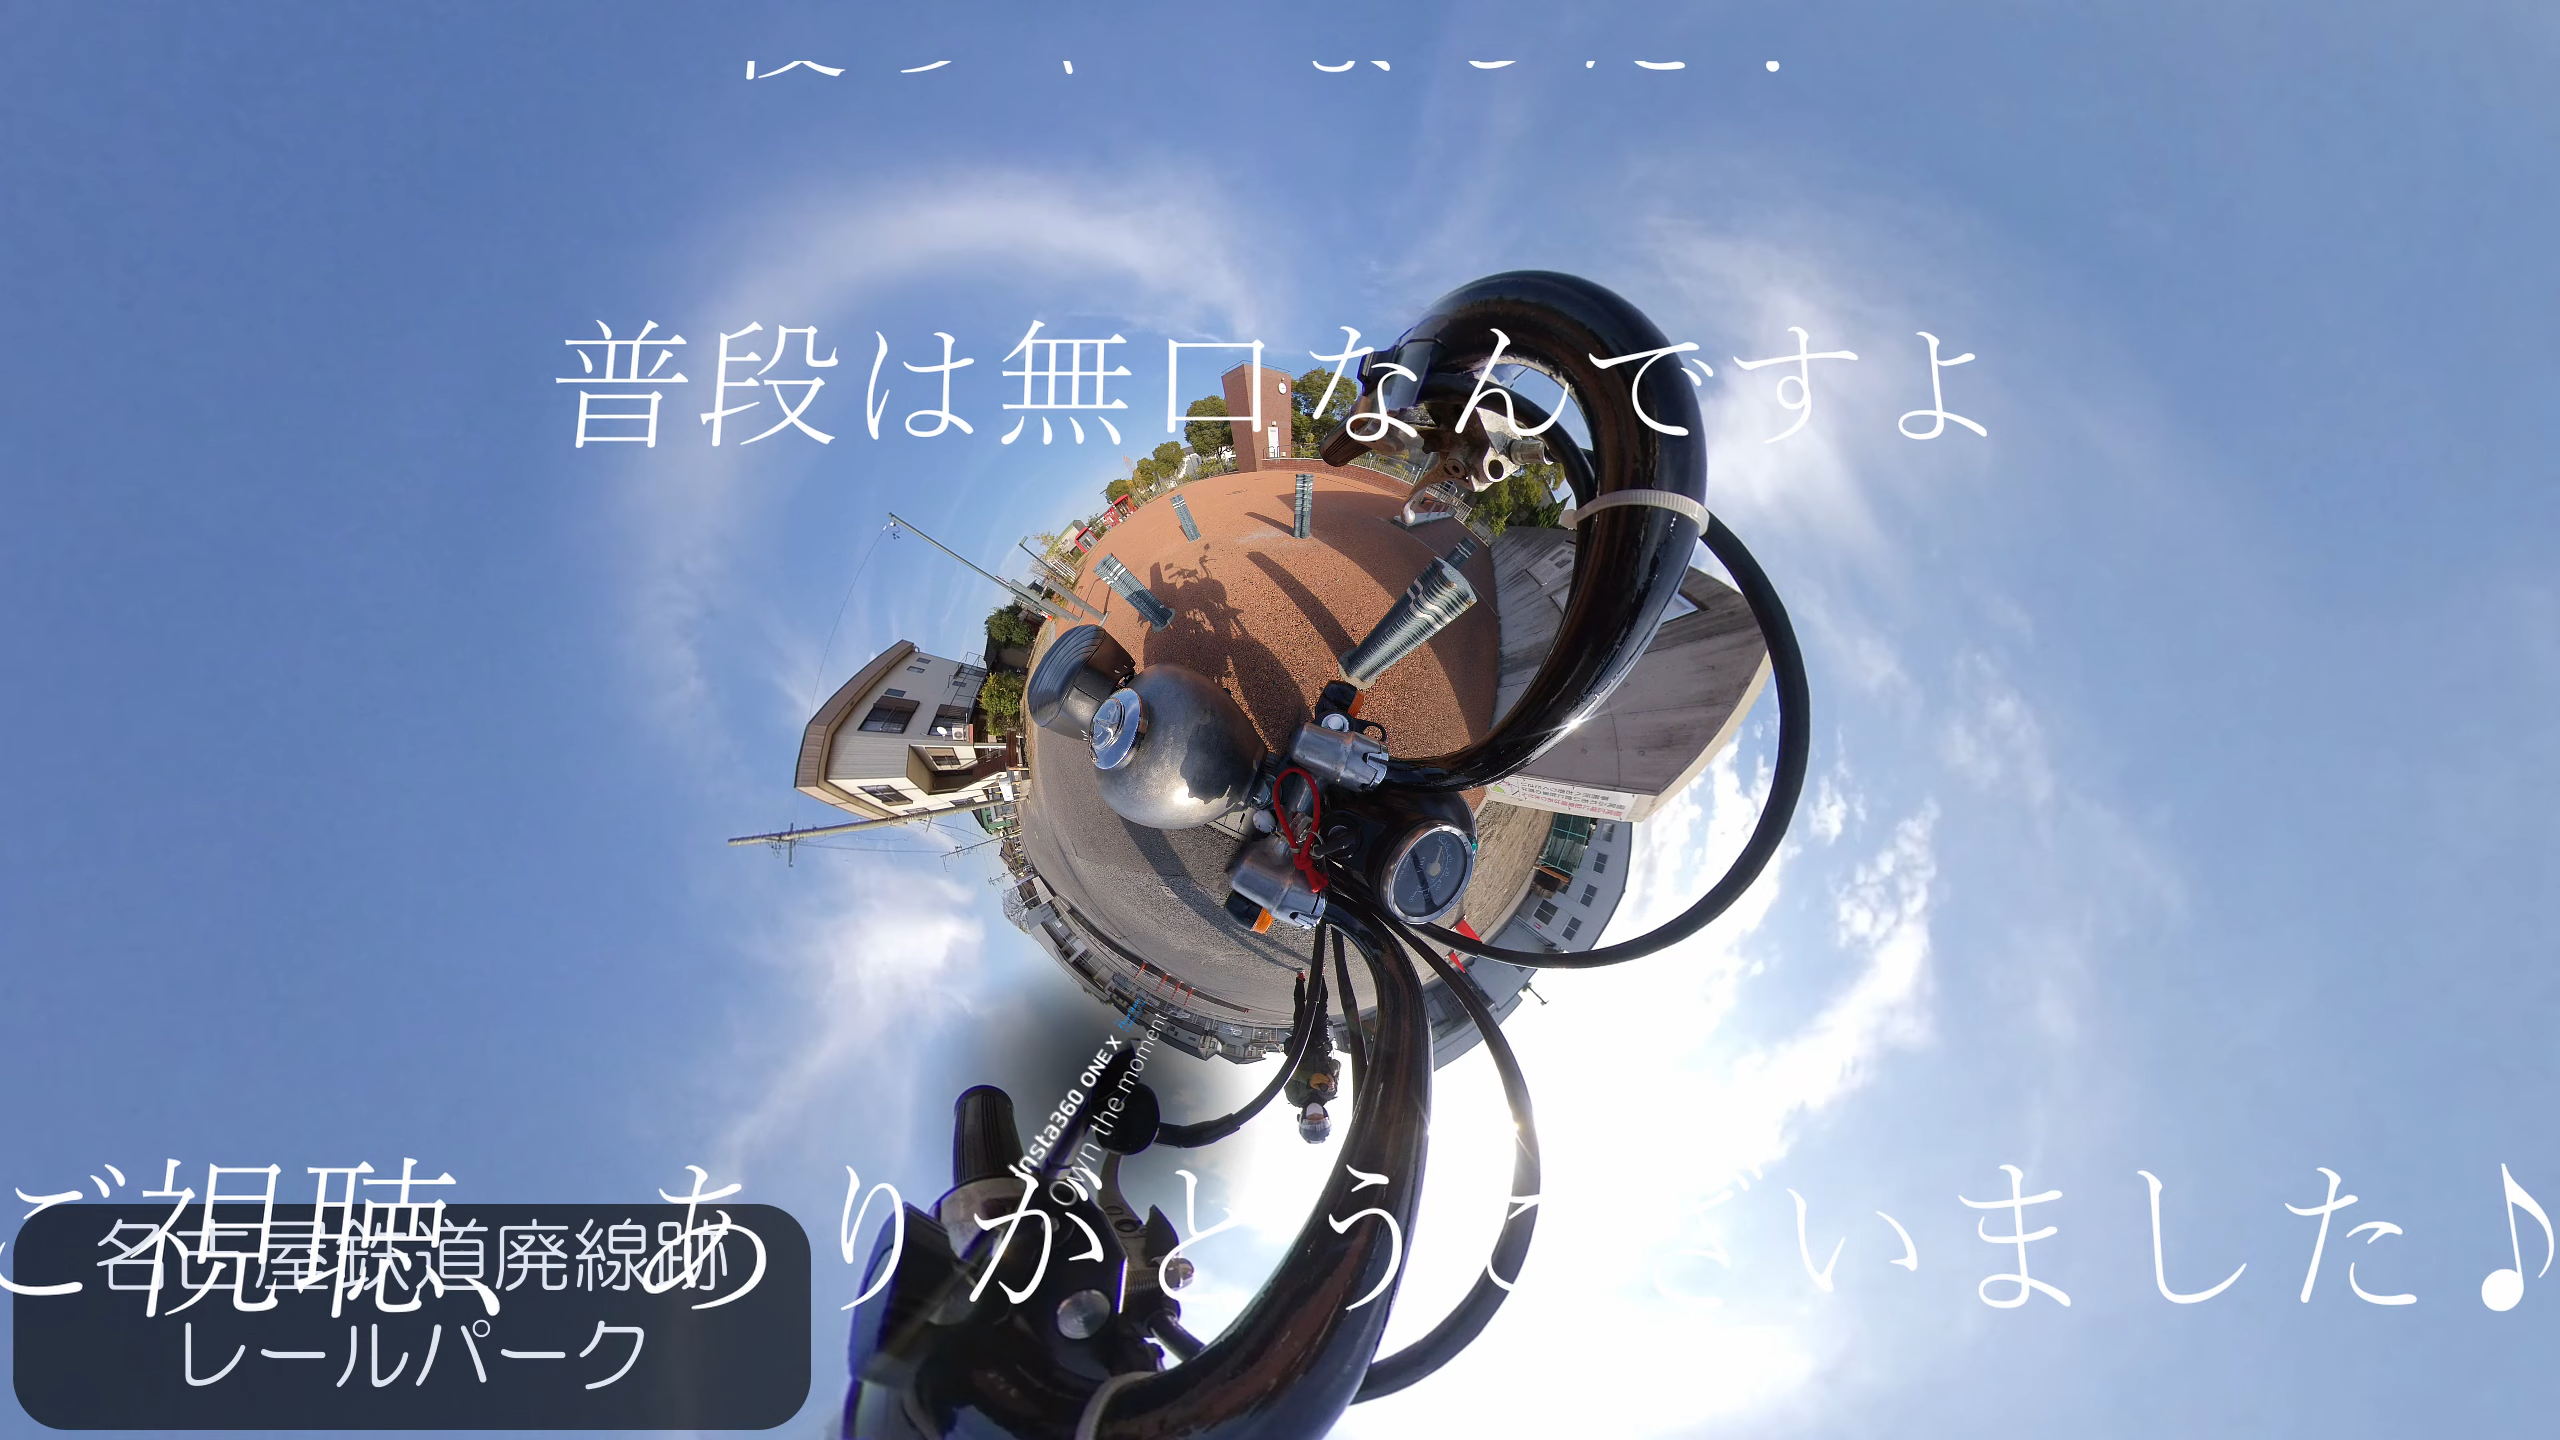 普段は無口なんですよ
Insta360 ONE X
Own the moment
ご視聴、ありがとうございました♪
名古屋鉄道廃線跡
レールパーク